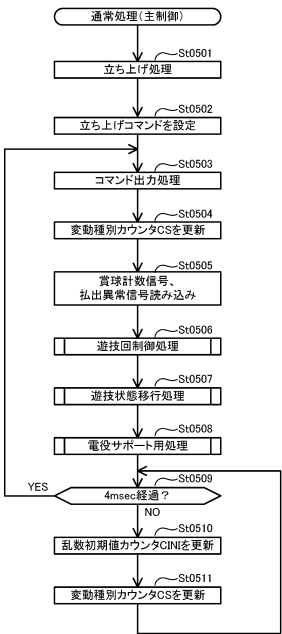 通常処理(主制御)
St0501
立ち上げ処理
St0502
立ち上げコマンドを設定
St0503
コマンド出力処理
St0504
変動種別カウンタCSを更新
St0505
賞球計数信号、
払出異常信号読み込み
St0506
遊技回制御処理
St0507
遊技状態移行処理
St0508
電役サポート用処理
St0509
YES
4msec経過?
NO
St0510
乱数初期値カウンタCINIを更新
St0511
変動種別カウンタCSを更新